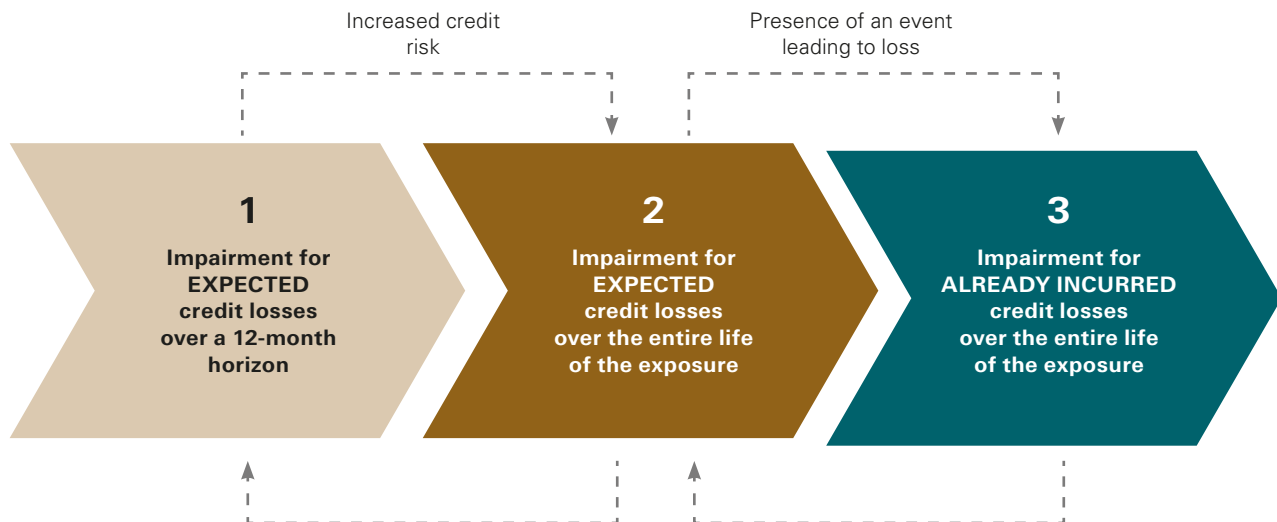 Increased credit
risk
Presence of an event
leading to loss
1
Impairment for
EXPECTED
credit losses
over a 12-month
horizon
2
Impairment for
EXPECTED
credit losses
over the entire life
of the exposure
3
Impairment for
ALREADY INCURRED
credit losses
over the entire life
of the exposure